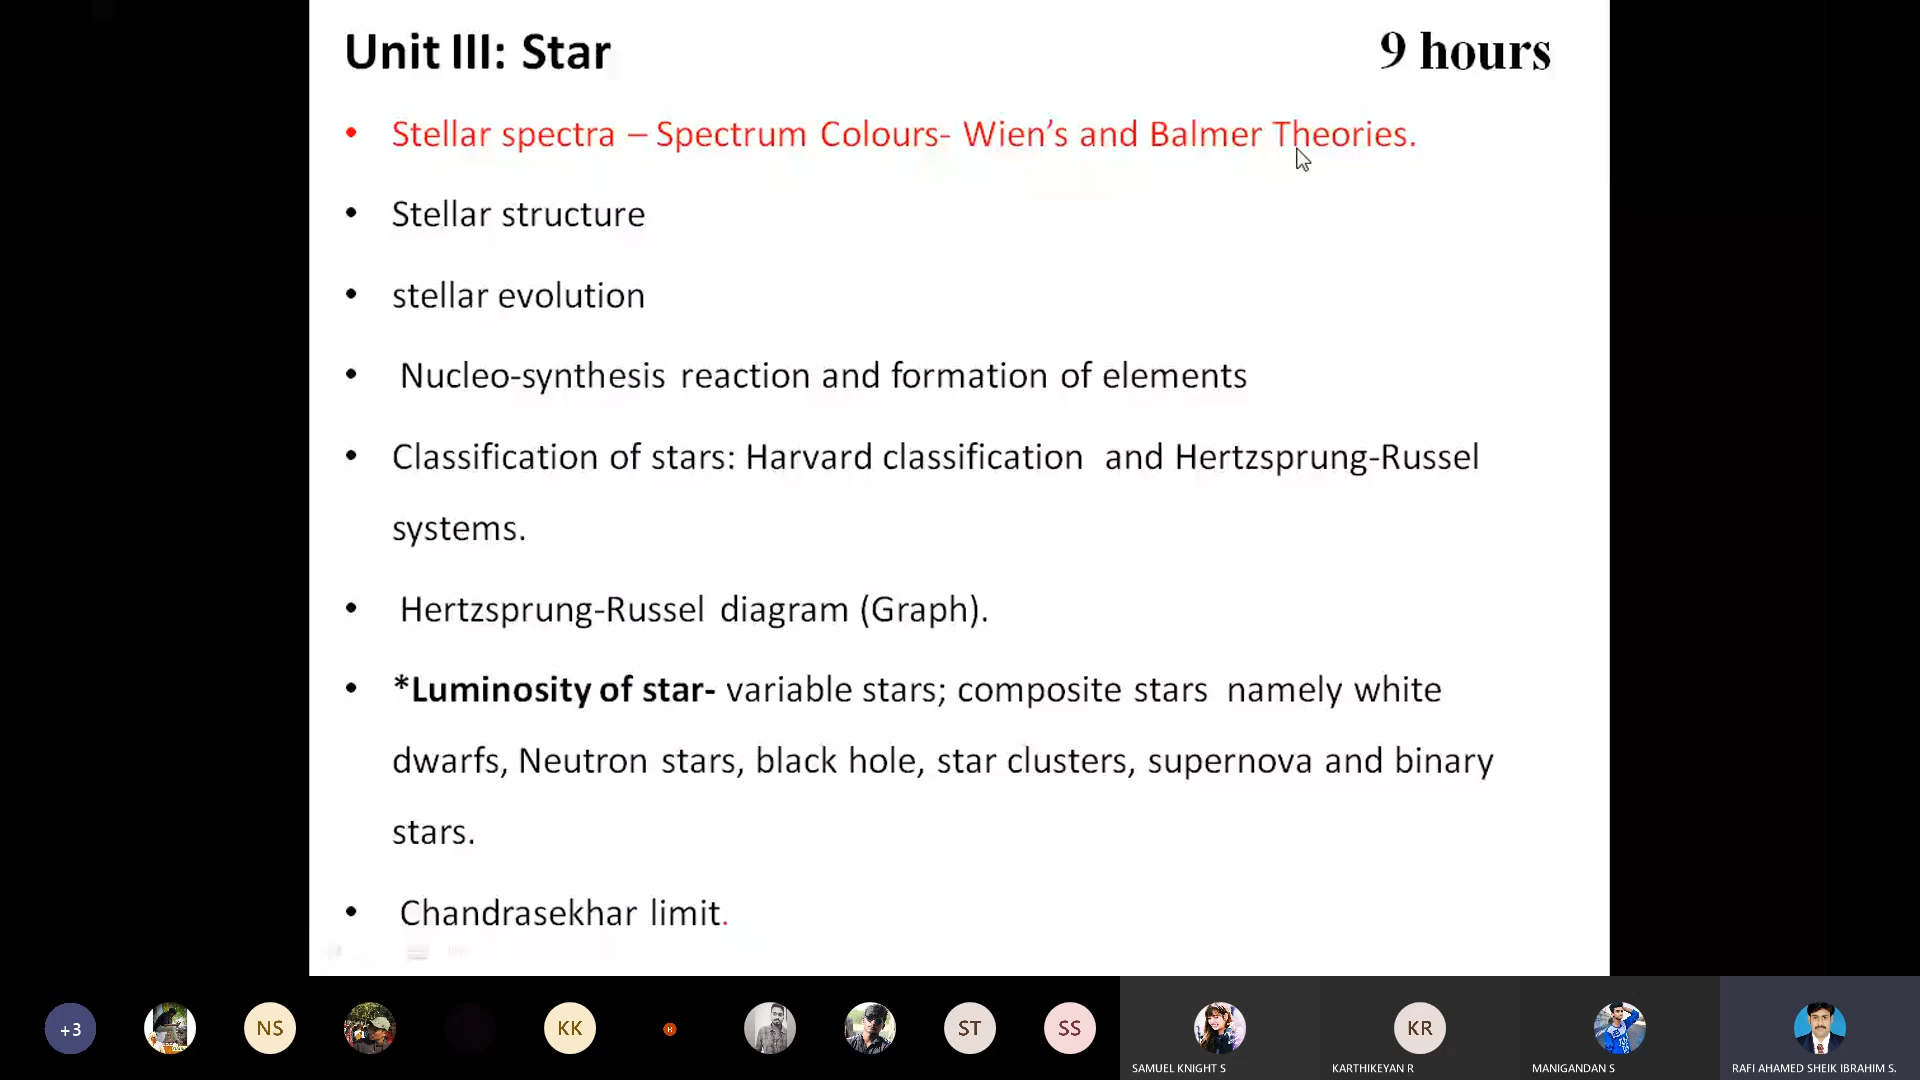 Unit III: Star
9 hours
• Stellar spectra – Spectrum Colours- Wien’s and Balmer Theories.
• Stellar structure
• stellar evolution
• Nucleo-synthesis reaction and formation of elements
• Classification of stars: Harvard classification and Hertzsprung-Russel
systems.
• Hertzsprung-Russel diagram (Graph).
• *Luminosity of star- variable stars; composite stars namely white
dwarfs, Neutron stars, black hole, star clusters, supernova and binary
stars.
• Chandrasekhar limit.
+3
NS
KK
ST
SS
KR
SAMUEL KNIGHT S
KARTHIKEYAN R
MANIGANDAN S
RAFI AHAMED SHEIK IBRAHIM S.